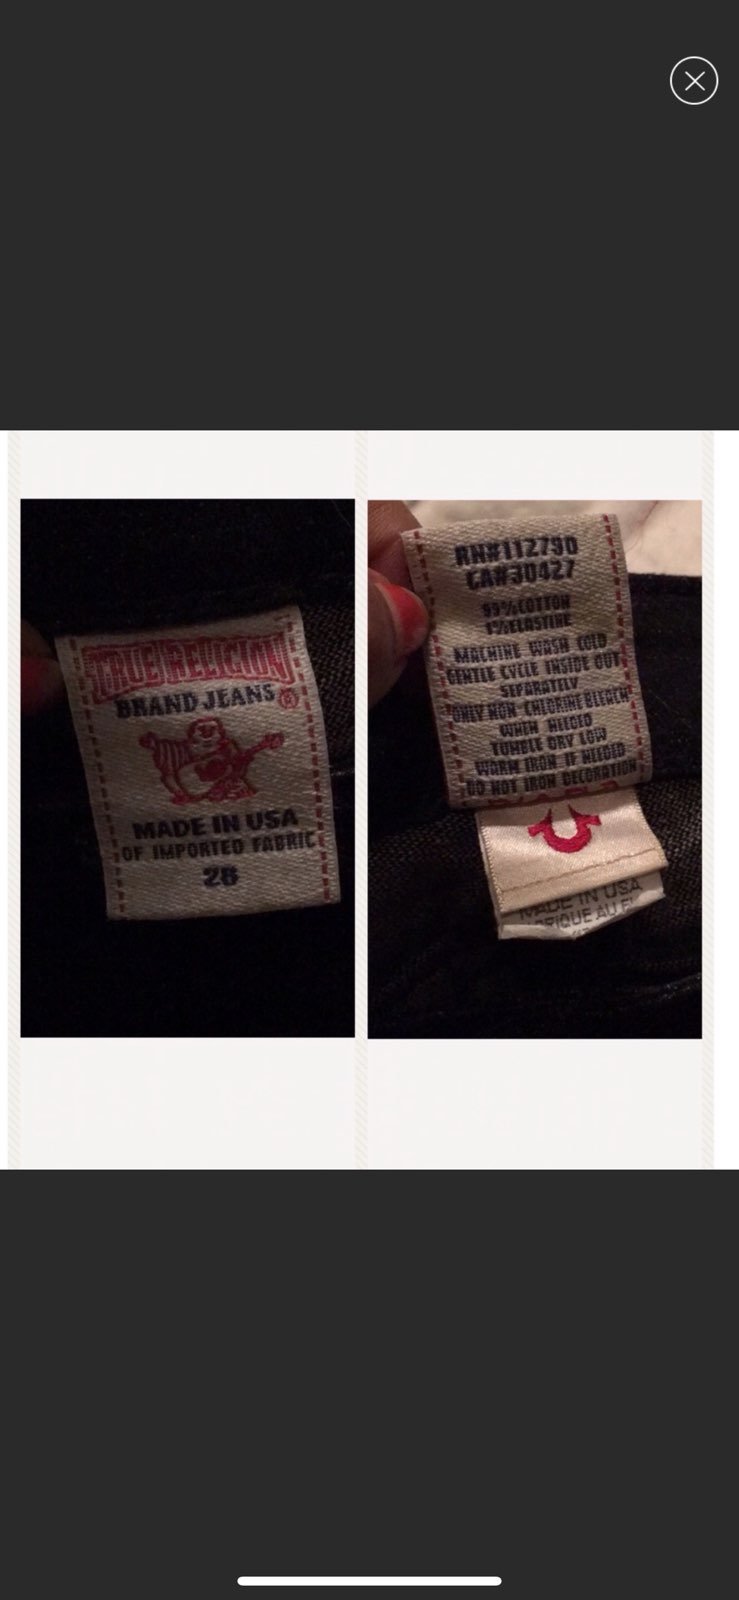 TRUE RELIGION
BRAND JEANS®
MADE IN USA
OF IMPORTED FABRIC
28
RN#112790
CA#30427
99%COTTON
1%ELASTINE
MACHINE WASH COLD
GENTLE CYCLE INSIDE OUT
SEPARATELY
ONLY NON-CHLORINE BLEACH
WHEN NEEDED
TUMBLE DRY LOW
WARM IRON IF NEEDED
DO NOT IRON DECORATION
MADE IN USA